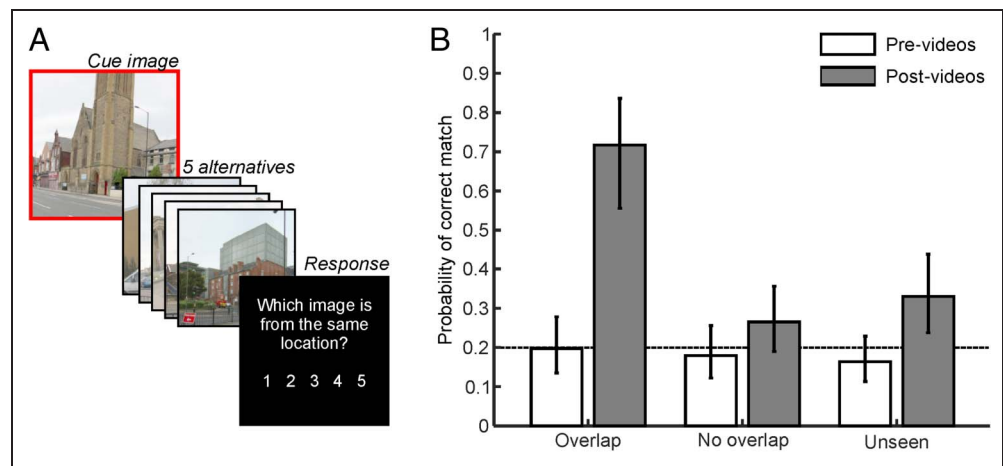 A
Cue image
5 alternatives
Response
Which image is
from the same
location?
1 2 3 4 5
B
Pre-videos
Post-videos
Probability of correct match
1
0.9
0.8
0.7
0.6
0.5
0.4
0.3
0.2
0.1
0
Overlap
No overlap
Unseen